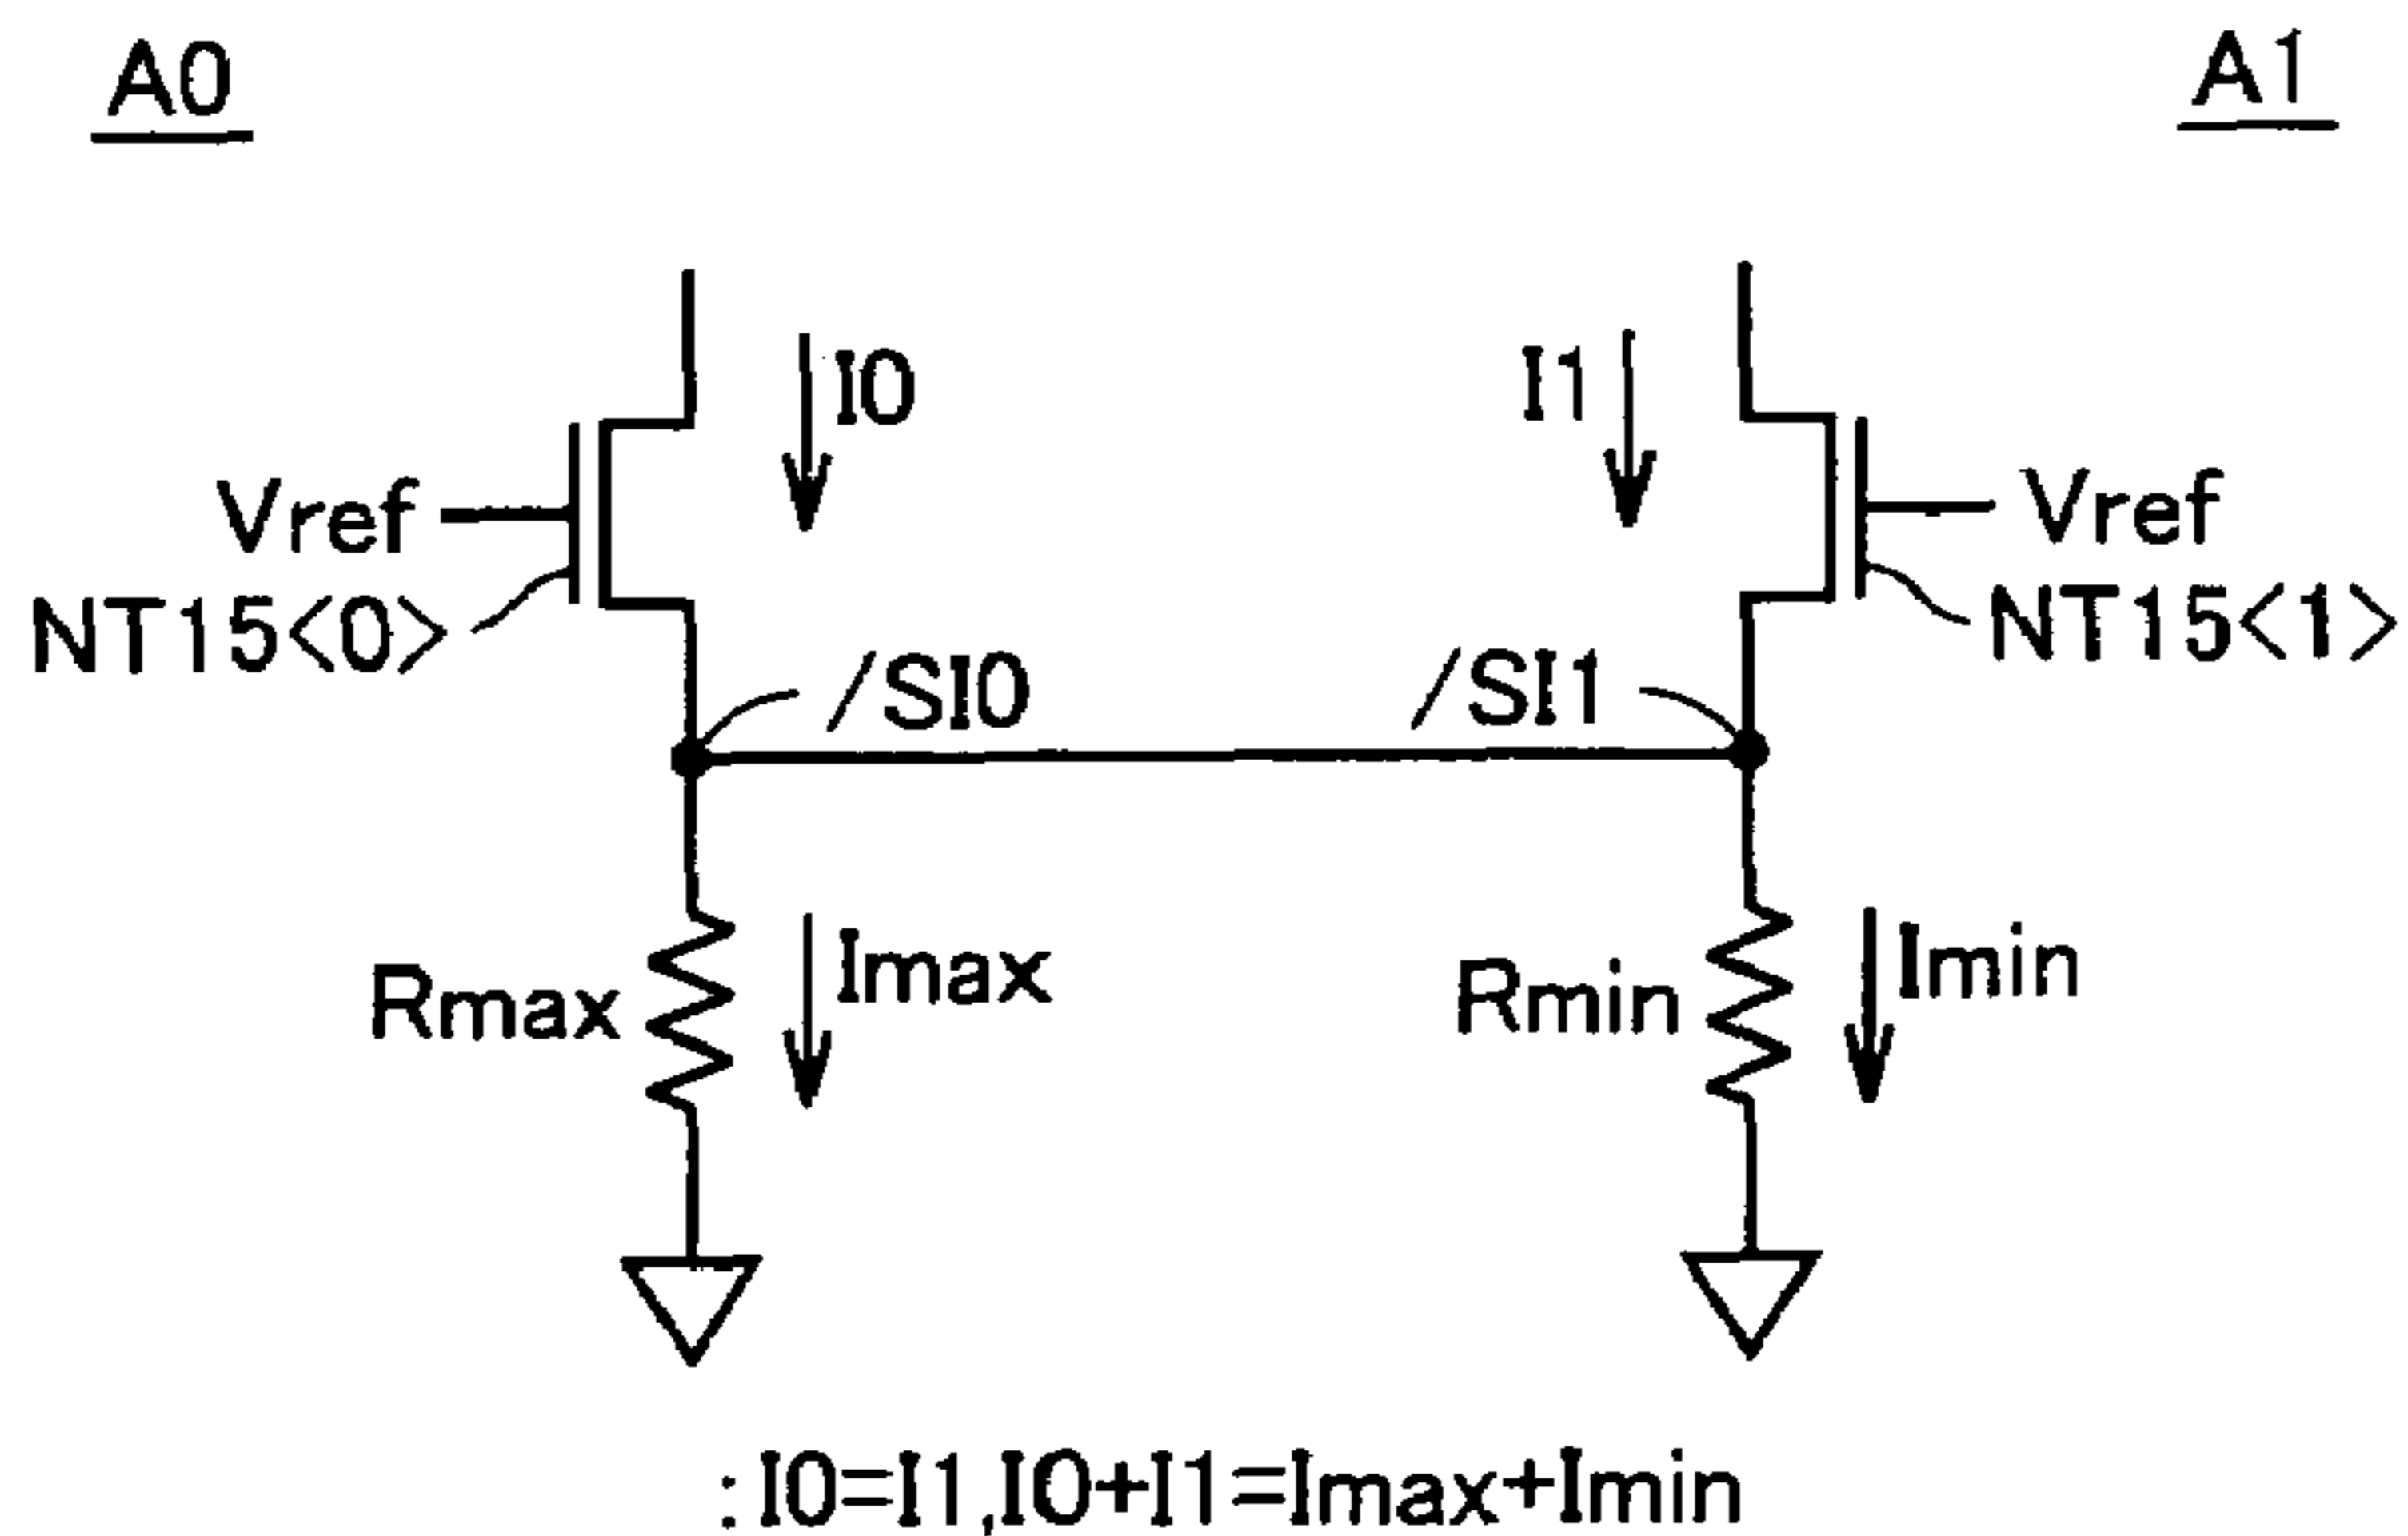 A0
A1
I0
I1
Vref
Vref
NT15<0>
NT15<1>
/SI0
/SI1
Rmax
Imax
Rmin
Imin
:I0=I1,I0+I1=Imax+Imin